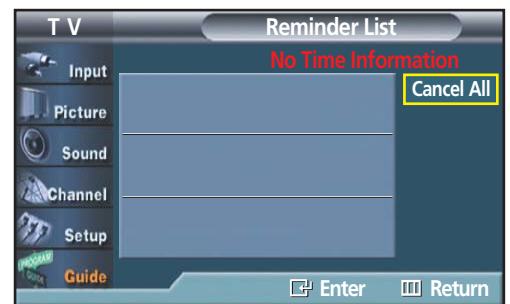 T V
Reminder List
No Time Information
Input
Cancel All
Picture
Sound
Channel
Setup
PROGRAM
GUIDE
Guide
Enter
Return